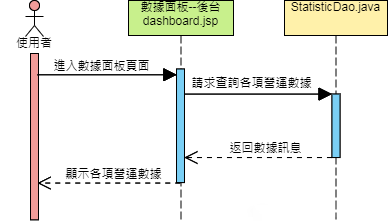 數據面板--後台
dashboard.jsp
StatisticDao.java
使用者
進入數據面板頁面
請求查詢各項營運數據
返回數據訊息
顯示各項營運數據